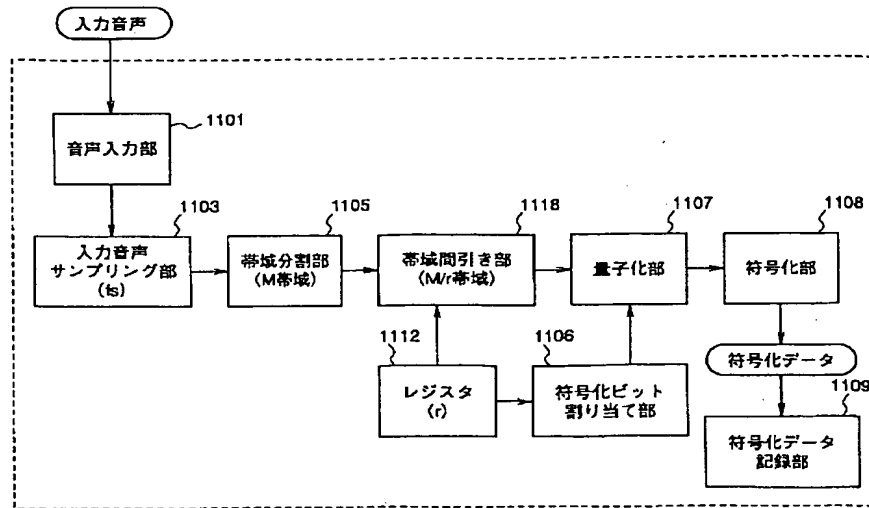 入力音声
1101
音声入力部
1103
入力音声
サンプリング部
(fs)
1105
帯域分割部
(M帯域)
1118
帯域間引き部
(M/r帯域)
1107
量子化部
1108
符号化部
1112
レジスタ
(r)
1106
符号化ビット
割り当て部
符号化データ
1109
符号化データ
記録部